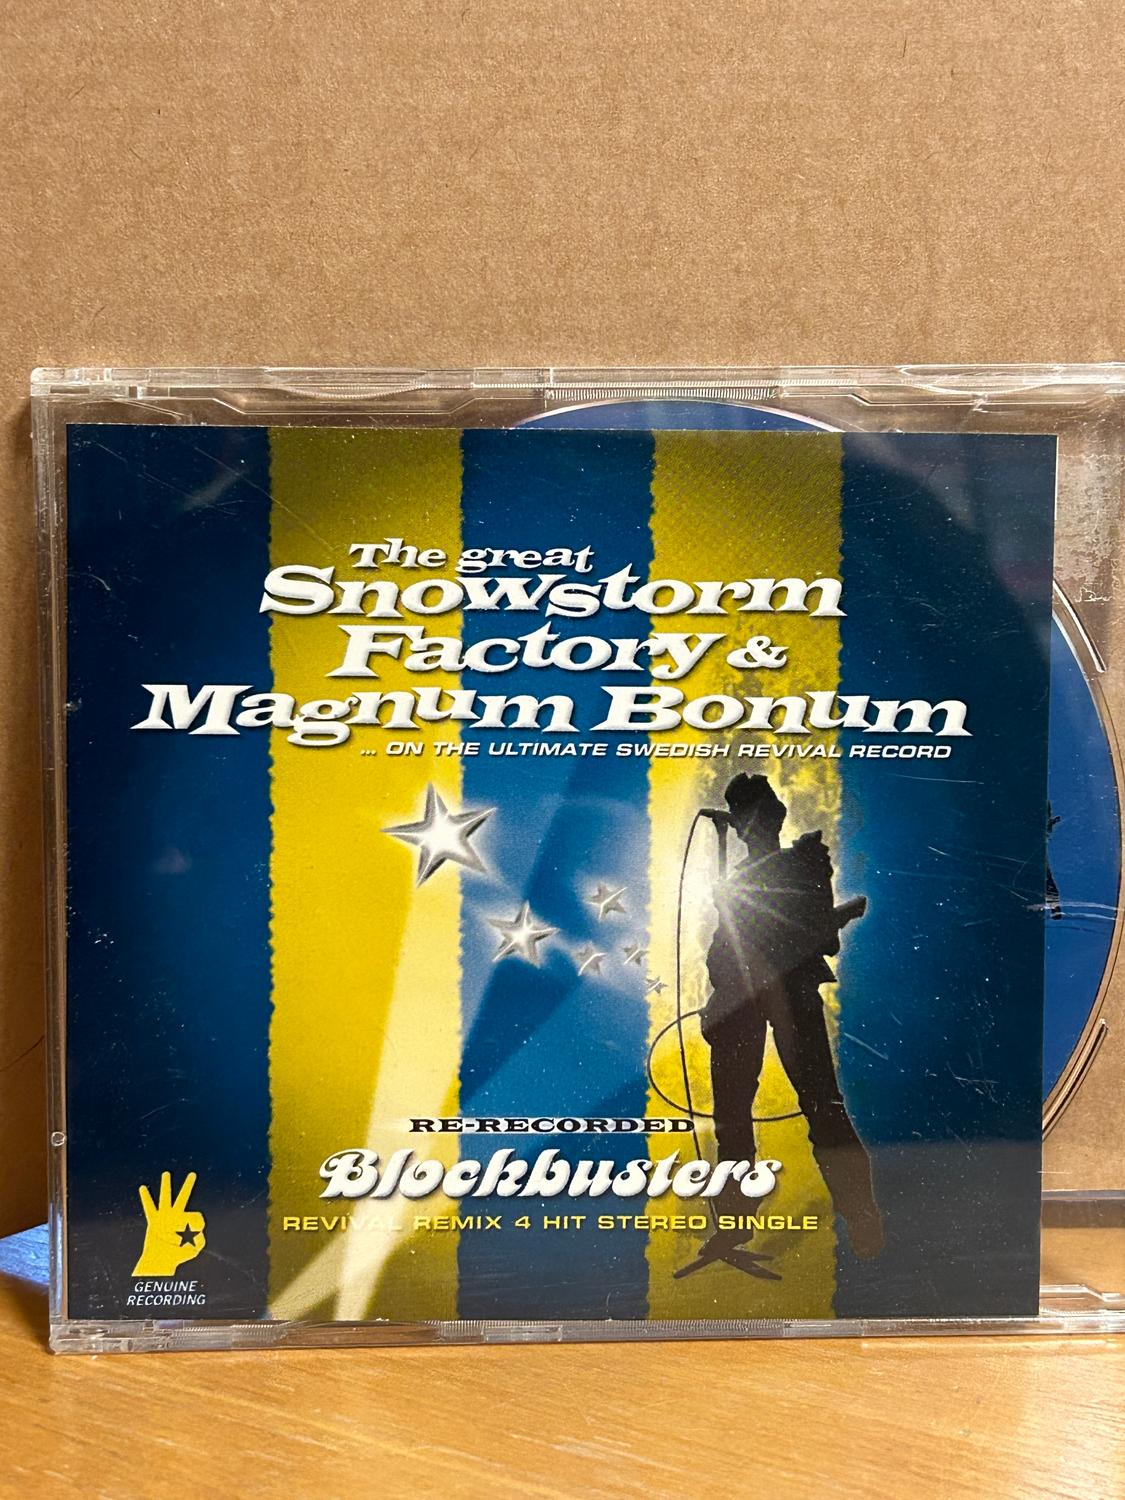 The great
Snowstorm
Factory &
Magnum Bonum
... ON THE ULTIMATE SWEDISH REVIVAL RECORD
RE-RECORDED
Blockbusters
REVIVAL REMIX 4 HIT STEREO SINGLE
GENUINE
RECORDING